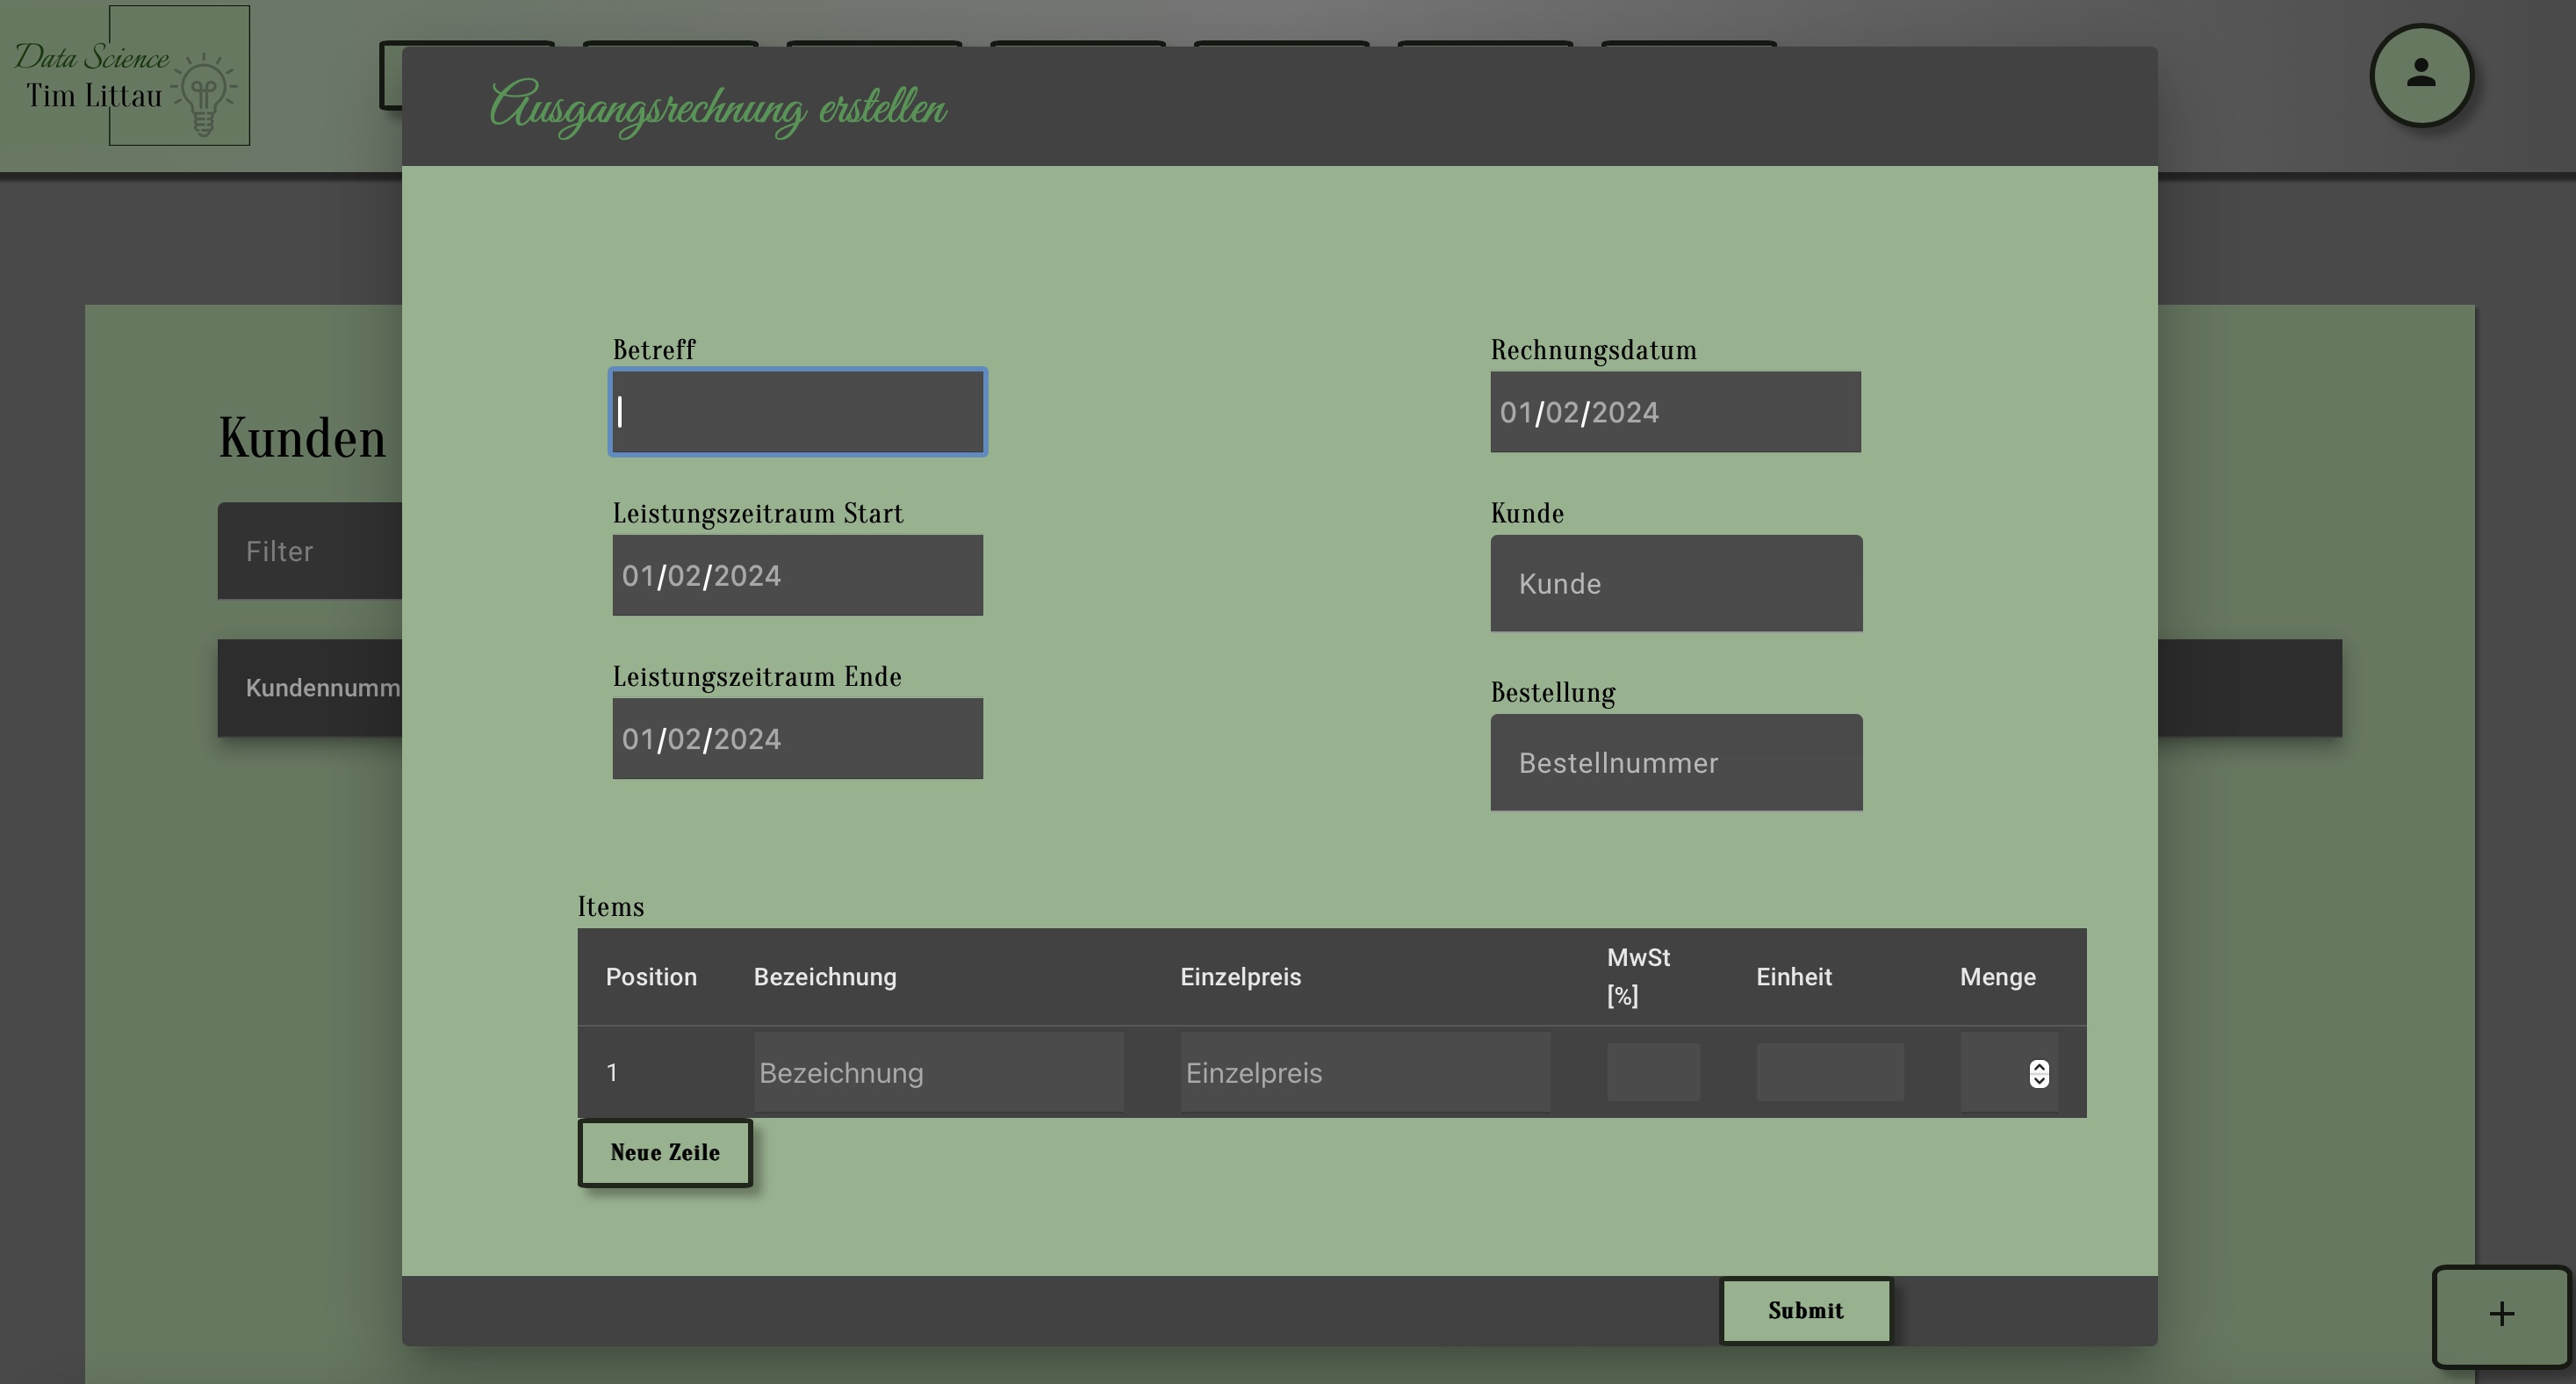 Data Science
Tim Littau
Ausgangsrechnung erstellen
Kunden
Filter
Kundennumm
Betreff
Rechnungsdatum
01/02/2024
Leistungszeitraum Start
Kunde
01/02/2024
Kunde
Leistungszeitraum Ende
Bestellung
01/02/2024
Bestellnummer
Items
Position Bezeichnung Einzelpreis MwSt [%] Einheit Menge
1 Bezeichnung Einzelpreis
Neue Zeile
Submit
+